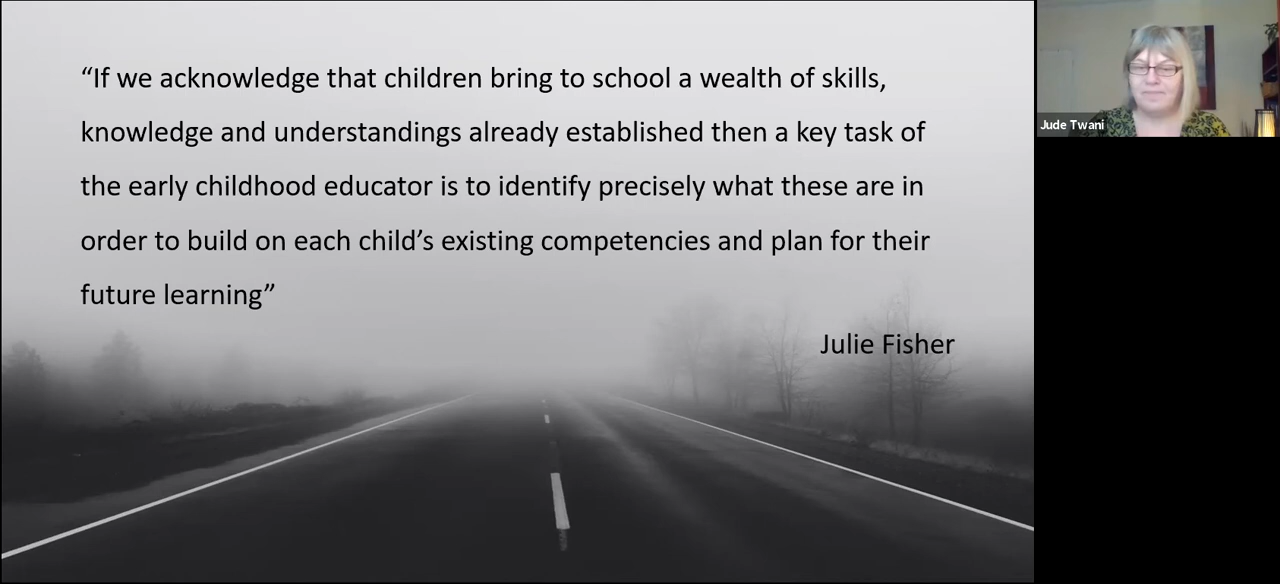 “If we acknowledge that children bring to school a wealth of skills,
knowledge and understandings already established then a key task of
the early childhood educator is to identify precisely what these are in
order to build on each child’s existing competencies and plan for their
future learning”
Julie Fisher
Jude Twani